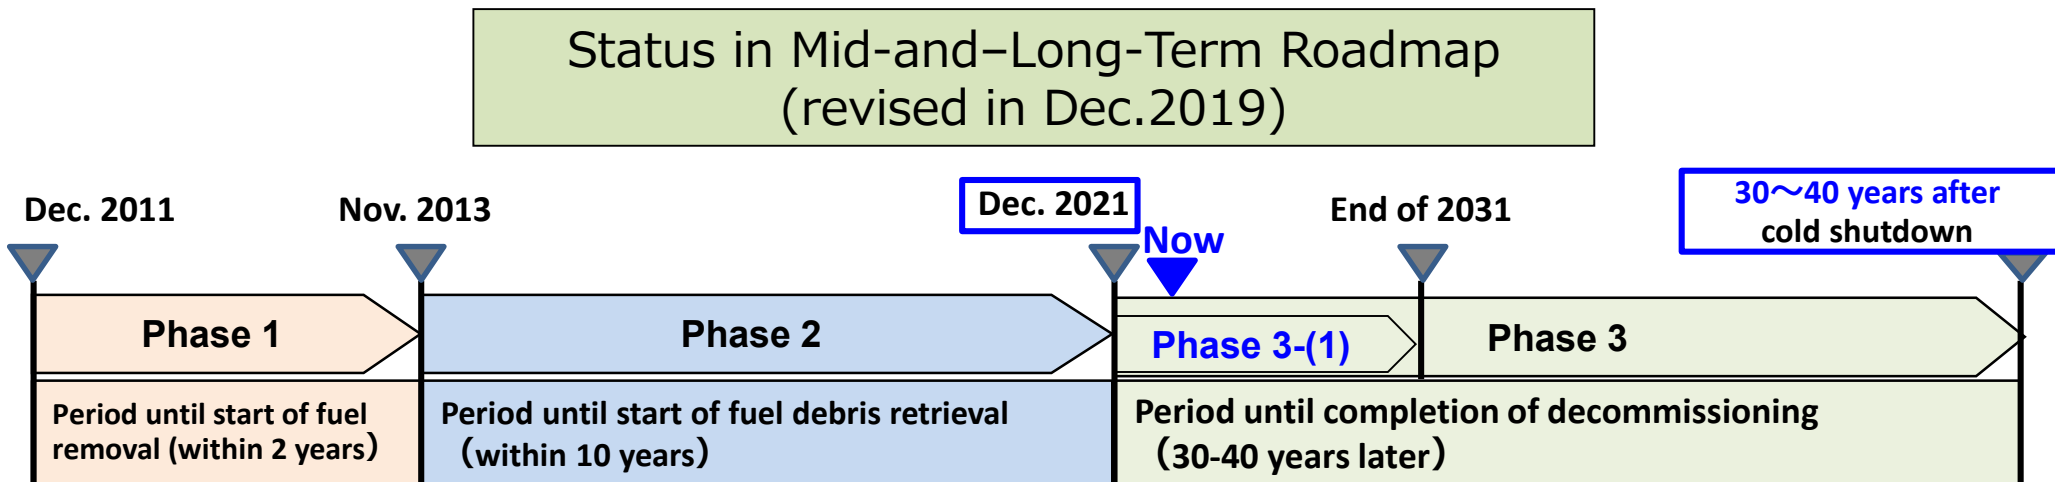 Status in Mid-and–Long-Term Roadmap
(revised in Dec.2019)
Dec. 2011
Nov. 2013
Dec. 2021
Now
End of 2031
30～40 years after
cold shutdown
Phase 1
Phase 2
Phase 3-(1)
Phase 3
Period until start of fuel
removal (within 2 years）
Period until start of fuel debris retrieval
（within 10 years）
Period until completion of decommissioning
（30-40 years later）